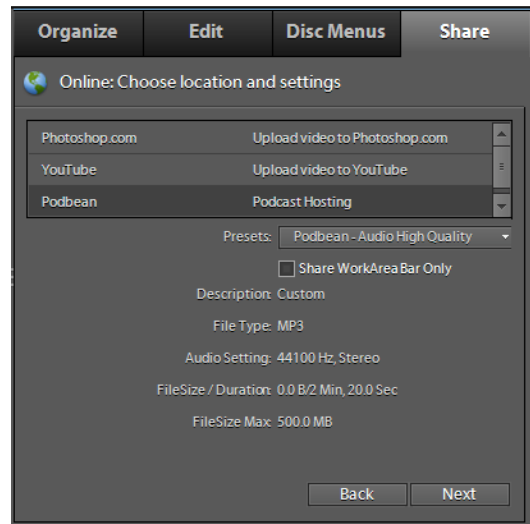 Organize Edit Disc Menus Share
Online: Choose location and settings
Photoshop.com Upload video to Photoshop.com
YouTube Upload video to YouTube
Podbean Podcast Hosting
Presets: Podbean - Audio High Quality
Share WorkArea Bar Only
Description: Custom
File Type: MP3
Audio Setting: 44100 Hz, Stereo
FileSize / Duration: 0.0 B/2 Min, 20.0 Sec
FileSize Max: 500.0 MB
Back Next